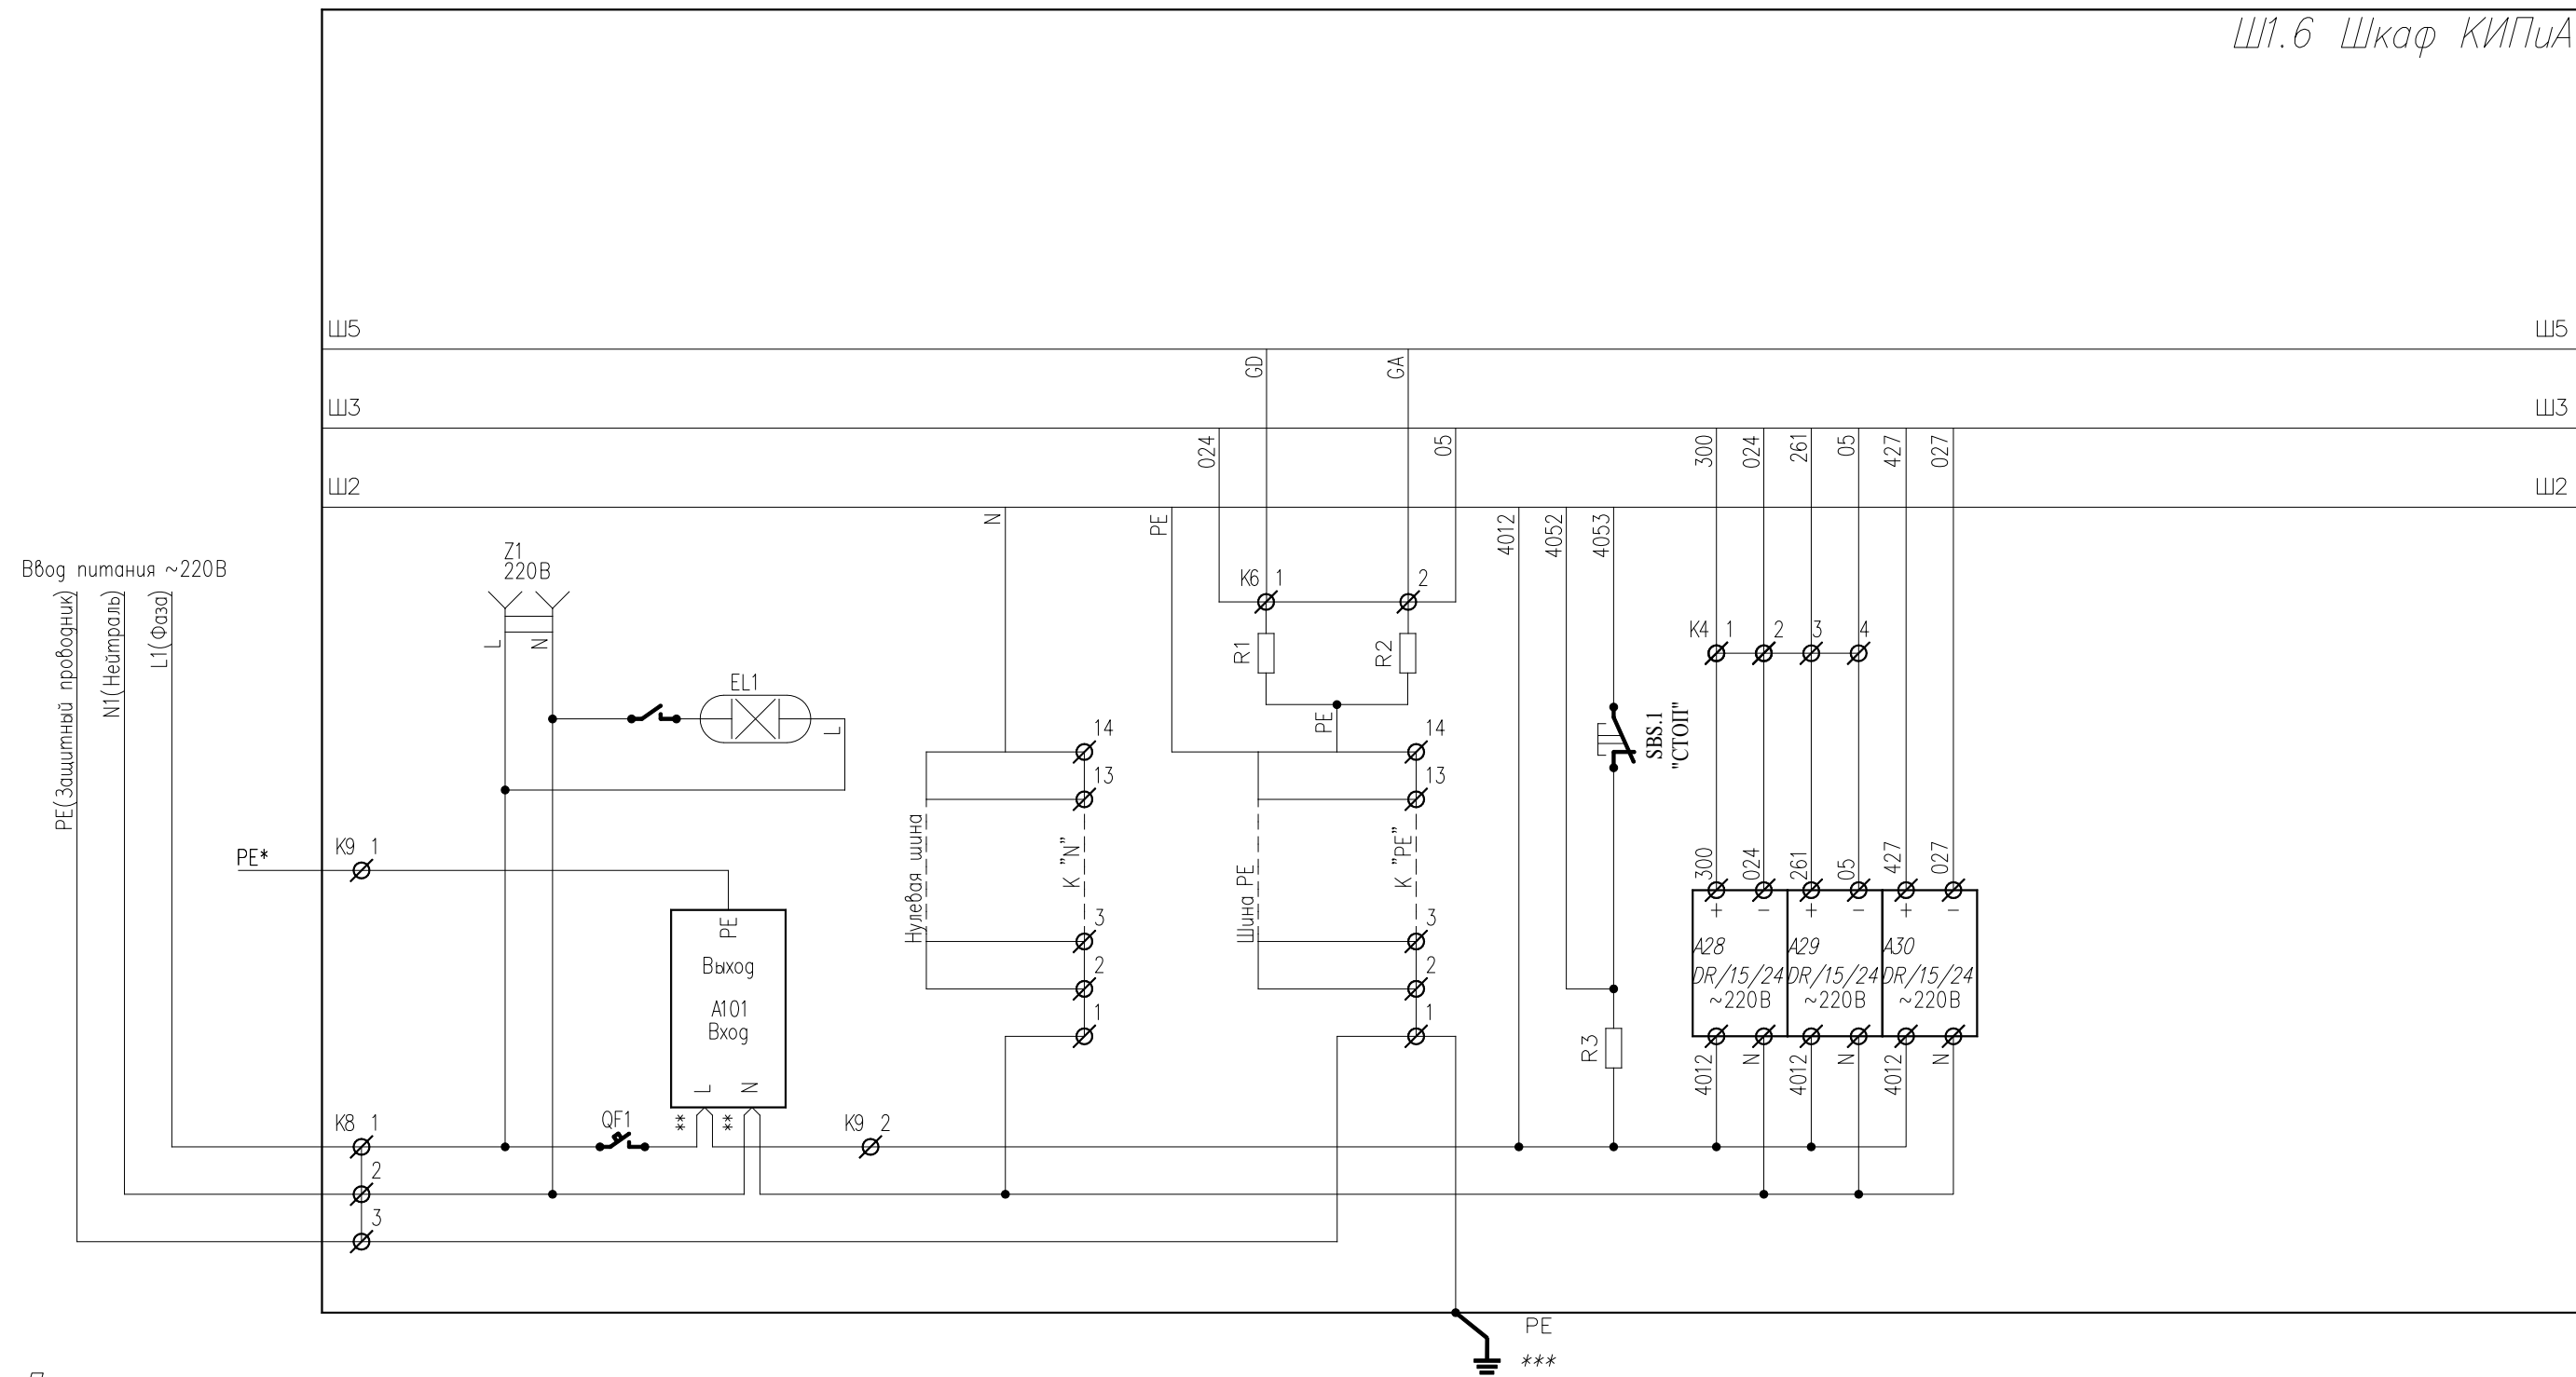 Ш1.6 Шкаф КИПиА
Ш5
Ш5
GD
GA
Ш3
Ш3
024
05
300
024
261
05
427
027
Ш2
Ш2
N
PE
4012
4052
4053
Ввод питания ~220В
PE(Защитный проводник)
N1(Нейтраль)
L1(Фаза)
Z1
220В
L
N
EL1
L
K6 1
2
R1
R2
PE
K4 1
2
3
4
SBS.1
"СТОП"
14
13
Нулевая шина
K "N"
3
2
1
14
13
Шина PE
K "PE"
3
2
1
PE*
K9 1
PE
Выход
A101
Вход
L
N
**
**
300
024
261
05
427
027
+
−
+
−
+
−
A28
DR/15/24
~220В
A29
DR/15/24
~220В
A30
DR/15/24
~220В
R3
4012
N
4012
N
4012
N
K8 1
2
3
QF1
K9 2
PE
***